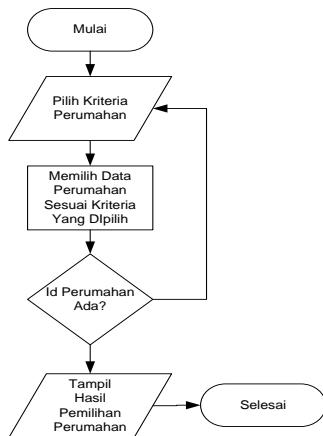 Mulai
Pilih Kriteria
Perumahan
Memilih Data
Perumahan
Sesuai Kriteria
Yang DIpilih
Id Perumahan
Ada?
Tampil
Hasil
Pemilihan
Perumahan
Selesai